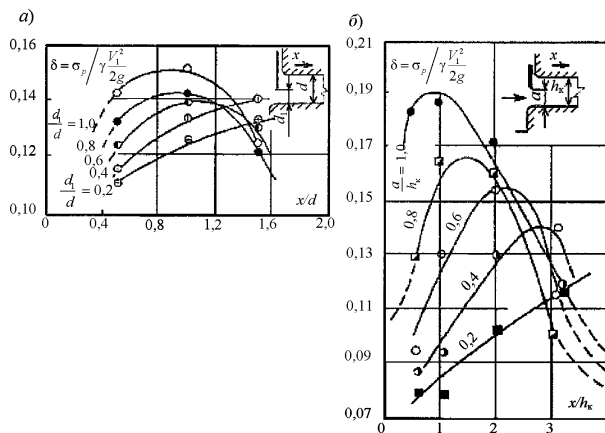 а)
0,16
0,14
0,12
0,10
δ = σp / γ V₁²/2g
d₁/d = 1,0
0,8
0,6
0,4
d₁/d = 0,2
x
d
d₁
x/d
0 0,4 0,8 1,2 1,6 2,0
б)
0,21
0,19
0,17
0,15
0,13
0,11
0,09
0,07
δ = σp / γ V₁²/2g
x
a
hк
a/hк = 1,0
0,8
0,6
0,4
0,2
x/hк
0 1 2 3